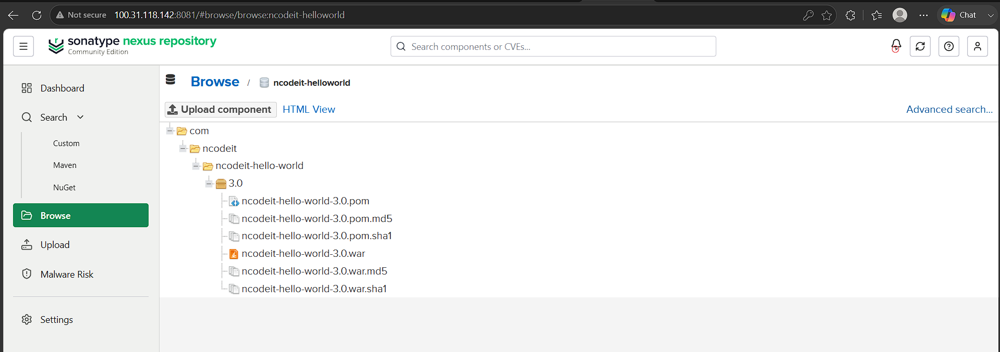 Not secure 100.31.118.142:8081/#browse/browse:ncodeit-helloworld
Chat
sonatype nexus repository
Community Edition
Search components or CVEs...
Dashboard
Search
Custom
Maven
NuGet
Browse
Upload
Malware Risk
Settings
Browse / ncodeit-helloworld
Upload component HTML View Advanced search...
com
ncodeit
ncodeit-hello-world
3.0
ncodeit-hello-world-3.0.pom
ncodeit-hello-world-3.0.pom.md5
ncodeit-hello-world-3.0.pom.sha1
ncodeit-hello-world-3.0.war
ncodeit-hello-world-3.0.war.md5
ncodeit-hello-world-3.0.war.sha1